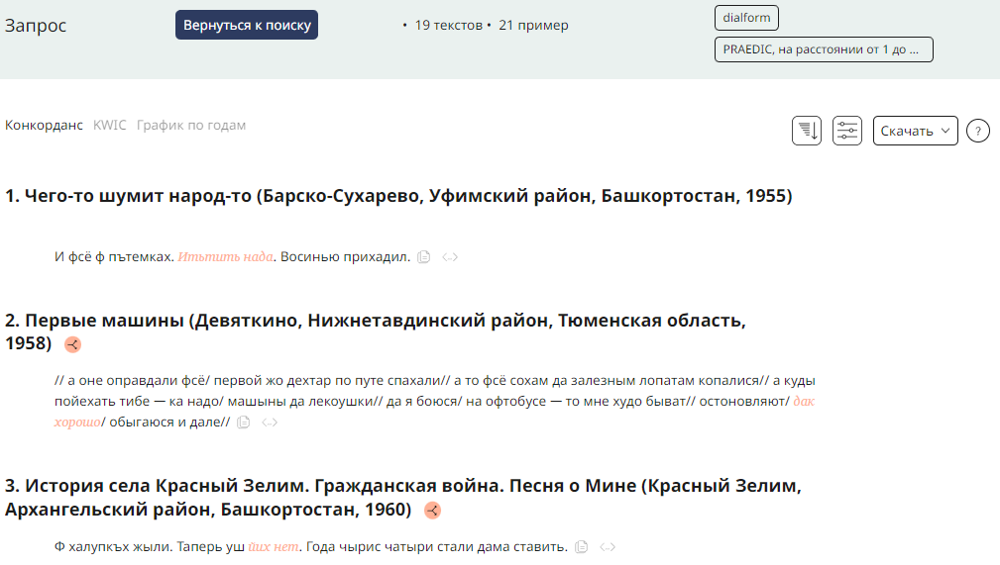 Запрос
Вернуться к поиску
• 19 текстов • 21 пример
dialform
PRAEDIC, на расстоянии от 1 до ...
Конкорданс KWIC График по годам
Скачать
?
1. Чего-то шумит народ-то (Барско-Сухарево, Уфимский район, Башкортостан, 1955)
И фсё ф пътемках. Итьтить нада. Восинью прихадил.
2. Первые машины (Девяткино, Нижнетавдинский район, Тюменская область,
1958)
// а оне оправдали фсё/ первой жо дехтар по путе спахали// а то фсё сохам да залезным лопатам копалися// а куды
пойехать тибе — ка надо/ машыны да лекоушки// да я боюся/ на офтобусе — то мне худо быват// остоновляют/ дак
хорошо/ обыгаюся и дале//
3. История села Красный Зелим. Гражданская война. Песня о Мине (Красный Зелим,
Архангельский район, Башкортостан, 1960)
Ф халупкъх жыли. Таперь уш йих нет. Года чырис чатыри стали дама ставить.